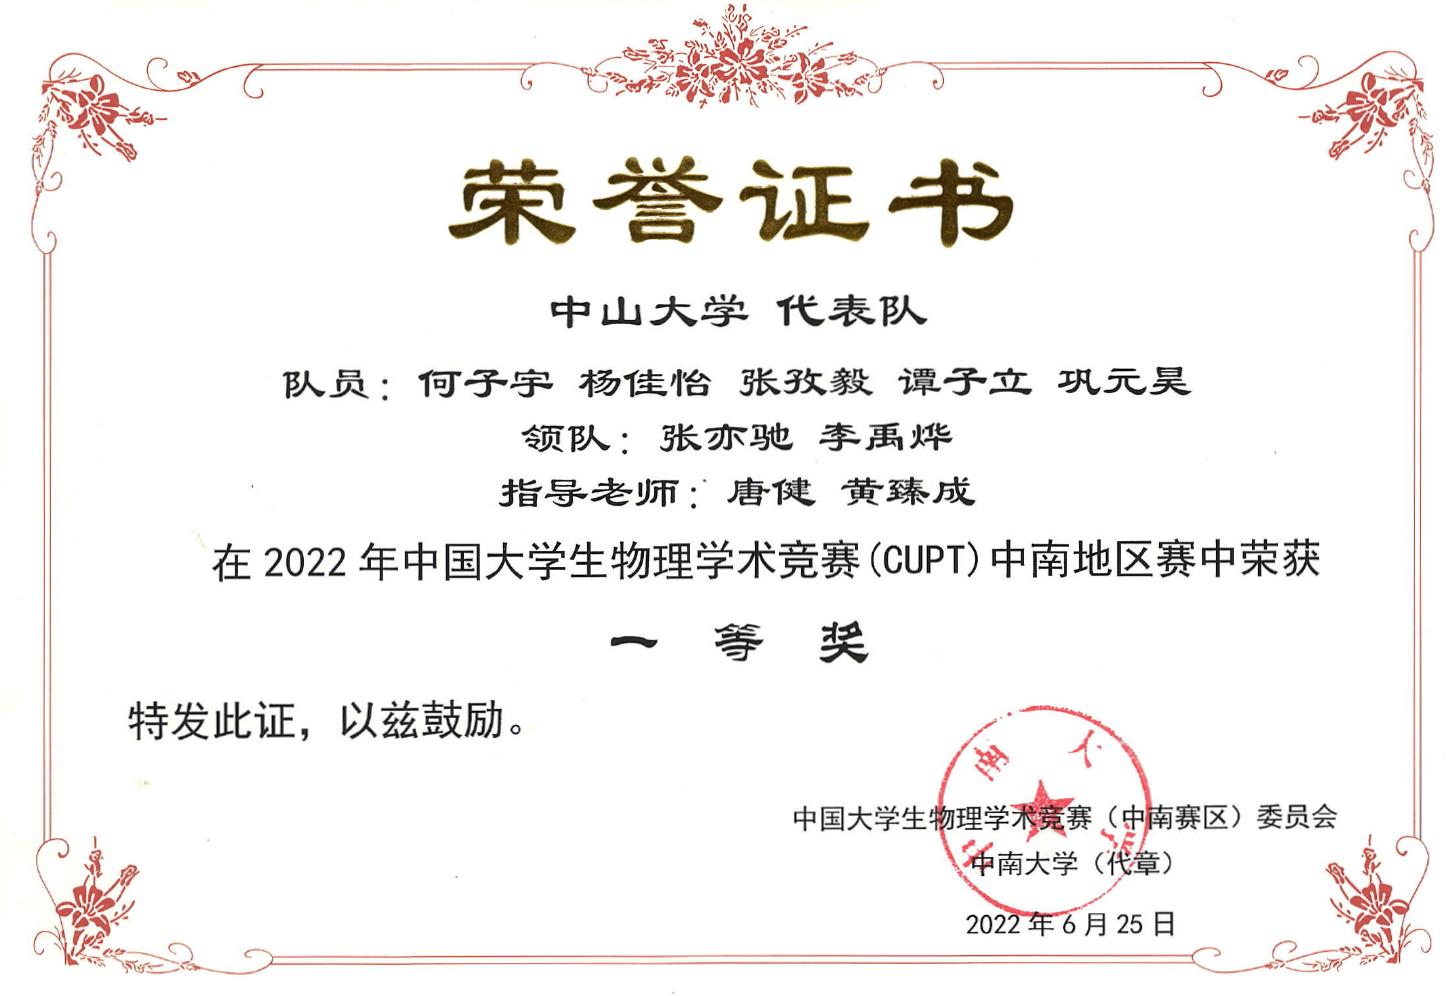 荣誉证书
中山大学 代表队
队员：何子宇 杨佳怡 张孜毅 谭子立 巩元昊
领队：张亦驰 李禹烨
指导老师：唐健 黄臻成
在 2022 年中国大学生物理学术竞赛(CUPT)中南地区赛中荣获
一 等 奖
特发此证，以兹鼓励。
中国大学生物理学术竞赛（中南赛区）委员会
中南大学（代章）
2022 年 6 月 25 日
中南大学